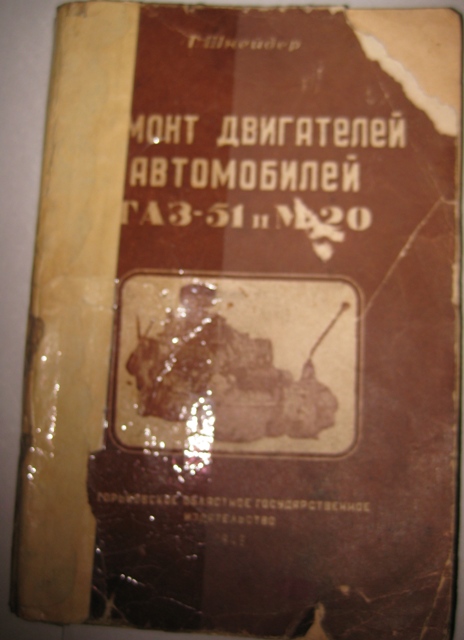 Г. Шнейдер
МОНТ ДВИГАТЕЛЕЙ
АВТОМОБИЛЕЙ
ГАЗ-51 и М-20
ГОРЬКОВСКОЕ ОБЛАСТНОЕ ГОСУДАРСТВЕННОЕ
ИЗДАТЕЛЬСТВО